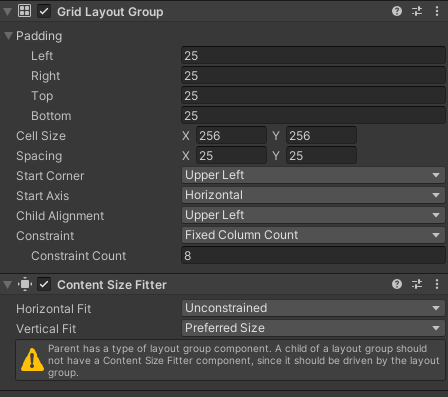 Grid Layout Group
Padding
Left 25
Right 25
Top 25
Bottom 25
Cell Size X 256 Y 256
Spacing X 25 Y 25
Start Corner Upper Left
Start Axis Horizontal
Child Alignment Upper Left
Constraint Fixed Column Count
Constraint Count 8
Content Size Fitter
Horizontal Fit Unconstrained
Vertical Fit Preferred Size
Parent has a type of layout group component. A child of a layout group should
not have a Content Size Fitter component, since it should be driven by the layout
group.